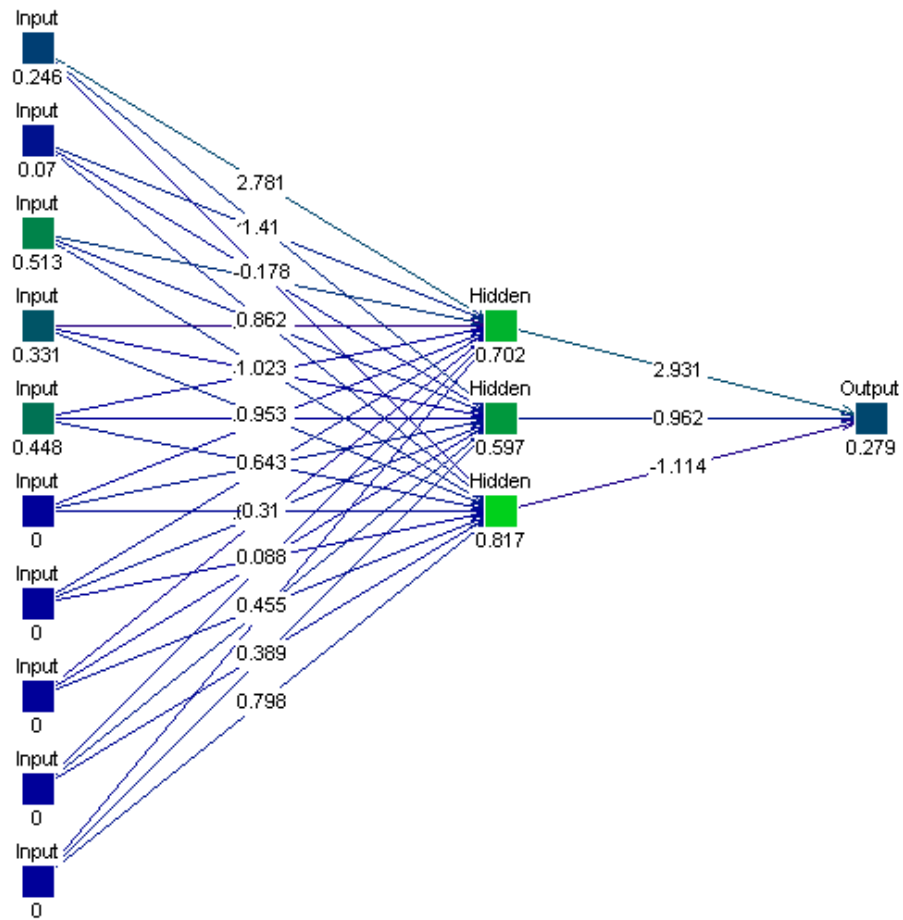 Input
0.246
Input
0.07
Input
0.513
Input
0.331
Input
0.448
Input
0
Input
0
Input
0
Input
0
Input
0
2.781
1.41
-0.178
0.862
1.023
0.953
0.643
0.31
0.088
0.455
0.389
0.798
Hidden
0.702
Hidden
0.597
Hidden
0.817
2.931
0.962
-1.114
Output
0.279